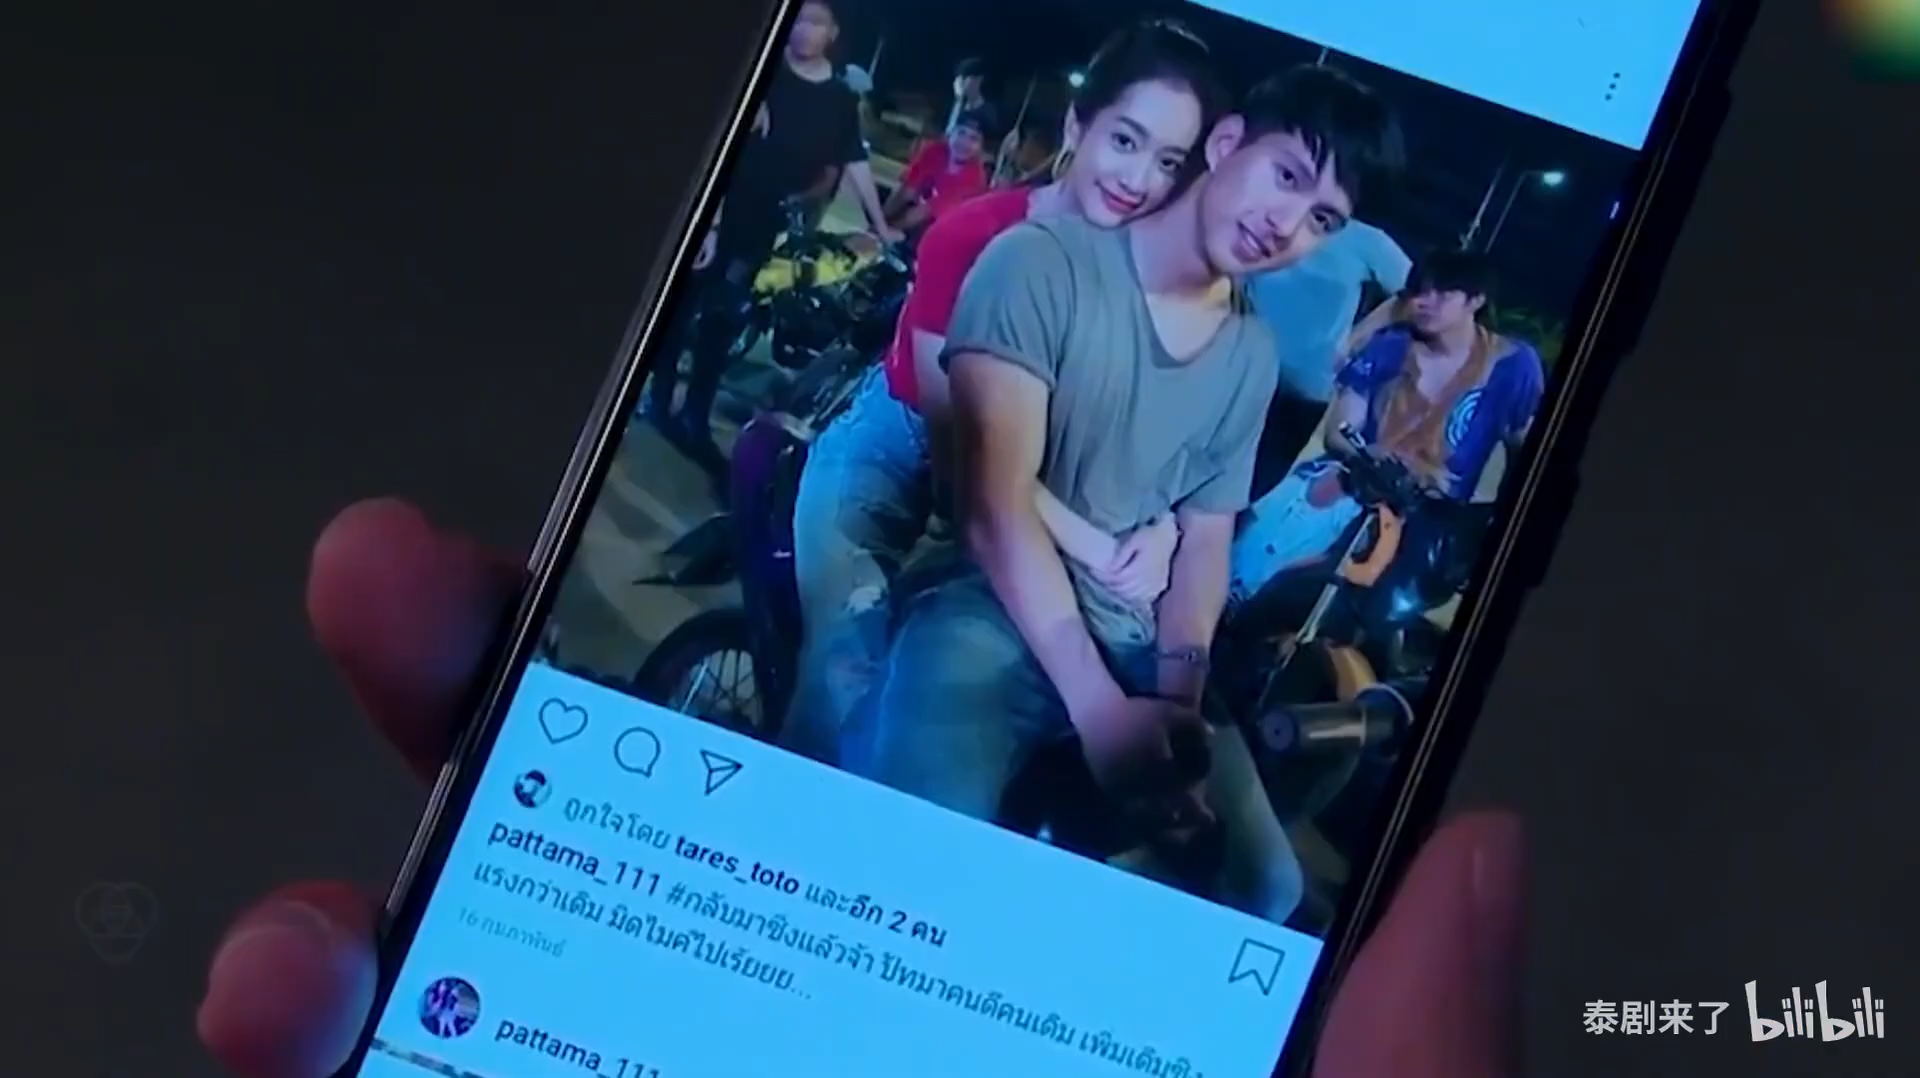 ถูกใจโดย tares_toto และอีก 2 คน
pattama_111 #กลับมาซิ่งแล้วจ้า ปัทมาคนดีคนเดิม เพิ่มเติมซิ่ง
แรงกว่าเดิม มิดไมค์ไปเร้ยยย...
16 กุมภาพันธ์
pattama_111
泰剧来了 bilibili